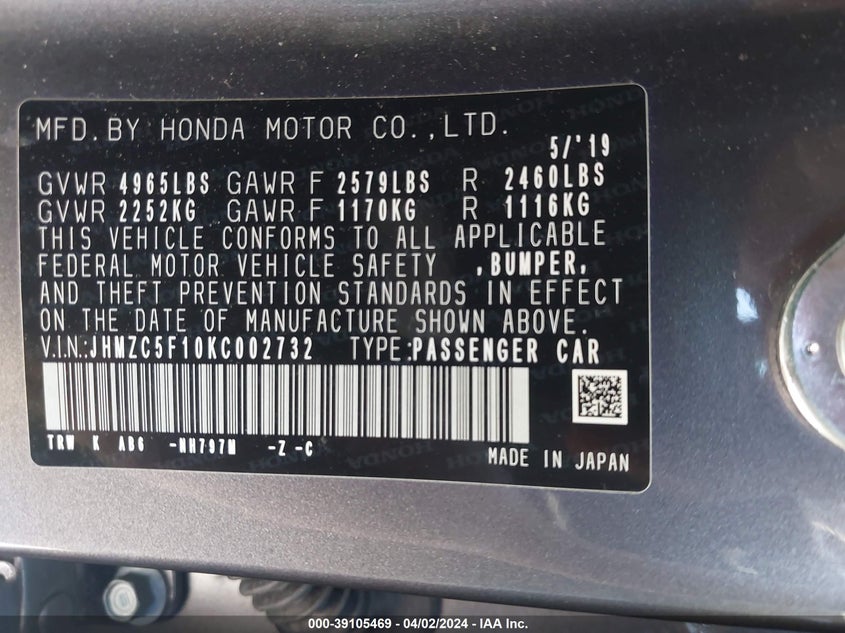 MFD. BY HONDA MOTOR CO., LTD.
5/'19
GVWR 4965LBS GAWR F 2579LBS R 2460LBS
GVWR 2252KG GAWR F 1170KG R 1116KG
THIS VEHICLE CONFORMS TO ALL APPLICABLE
FEDERAL MOTOR VEHICLE SAFETY , BUMPER,
AND THEFT PREVENTION STANDARDS IN EFFECT
ON THE DATE OF MANUFACTURE SHOWN ABOVE.
V.I.N.:JHMZC5F10KC002732 TYPE:PASSENGER CAR
TRW K AB6 -NH797M -Z -C
MADE IN JAPAN
000-39105469 - 04/02/2024 - IAA Inc.